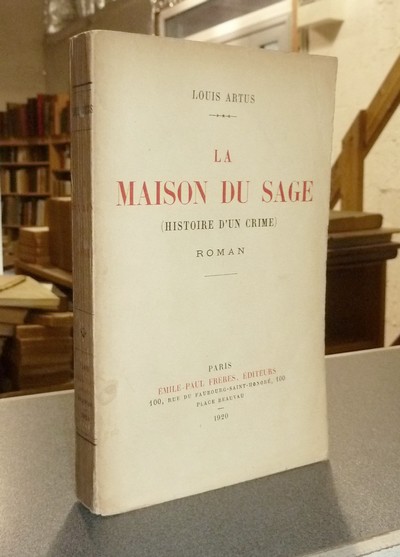 LOUIS ARTUS
LA
MAISON DU SAGE
(HISTOIRE D'UN CRIME)
ROMAN
PARIS
ÉMILE-PAUL FRÈRES, ÉDITEURS
100, RUE DU FAUBOURG-SAINT-HONORÉ, 100
PLACE BEAUVAU
1920